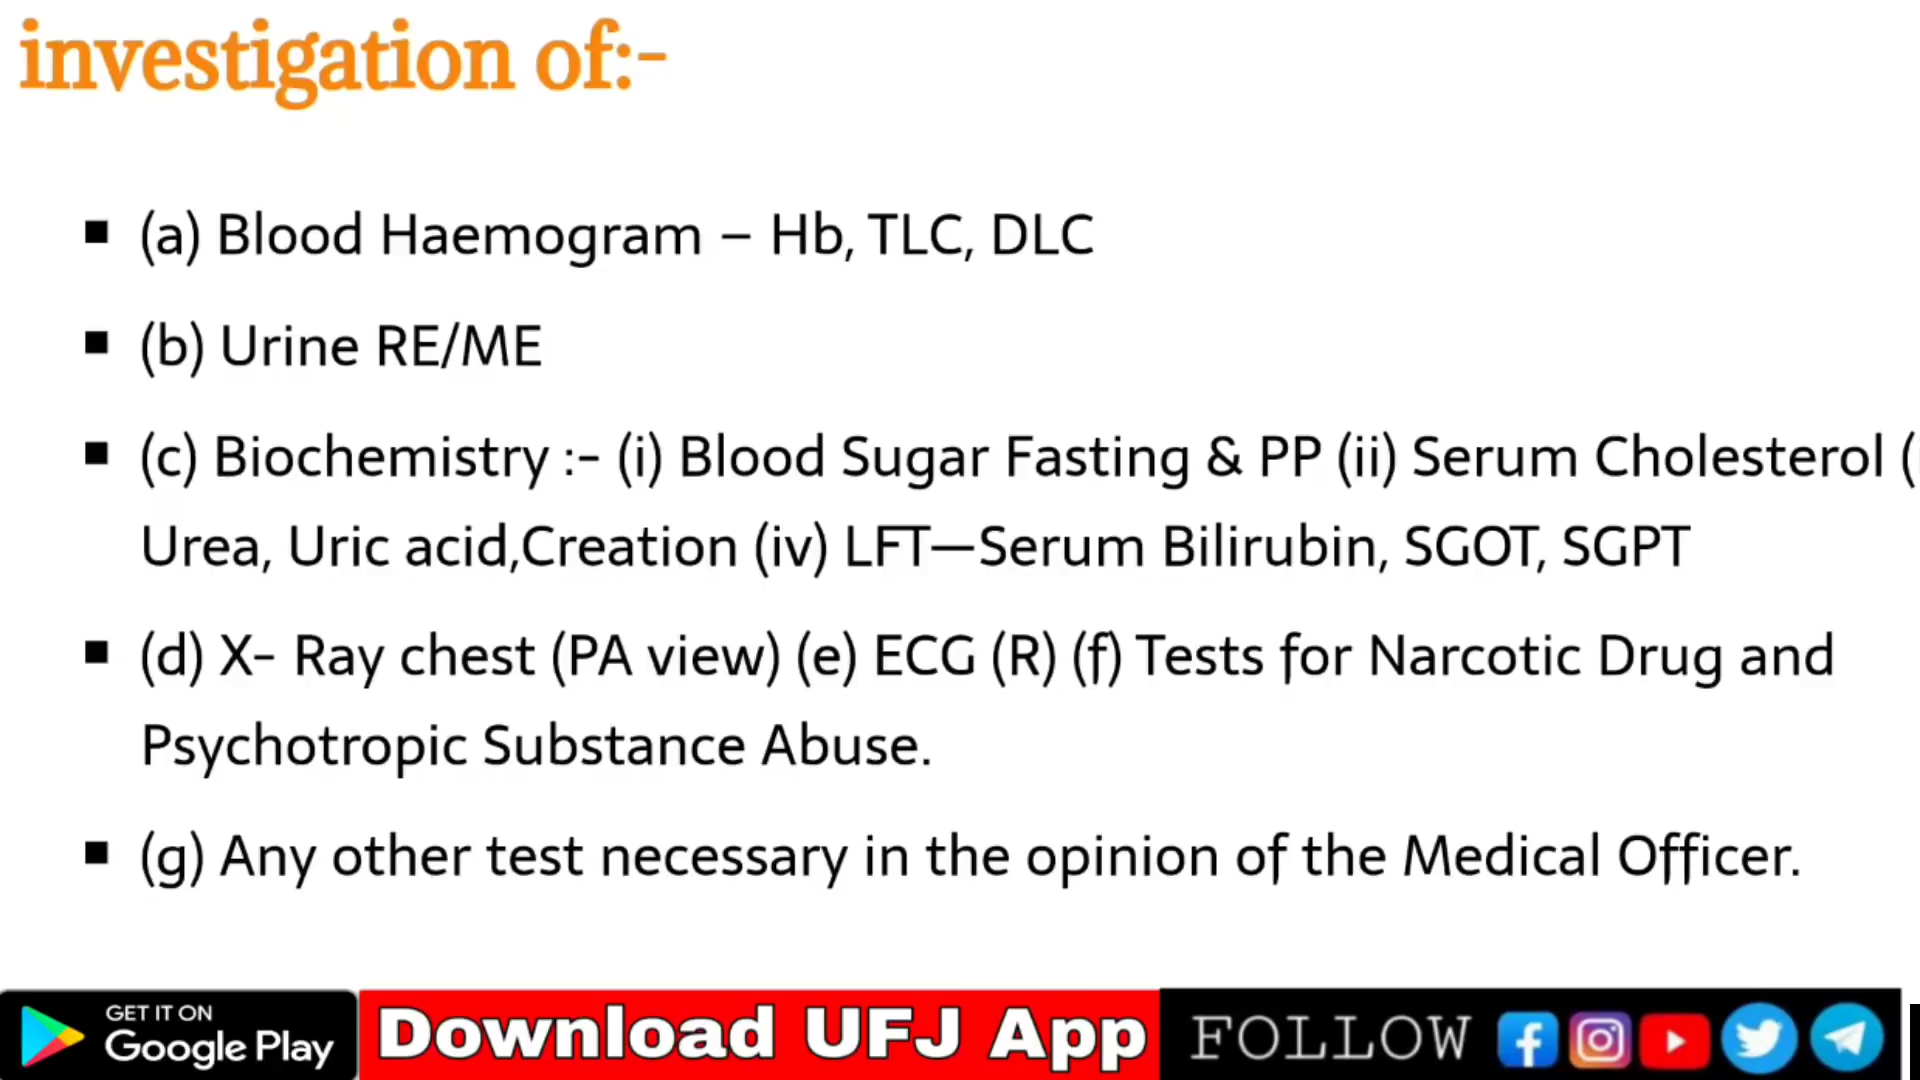 investigation of:-
(a) Blood Haemogram – Hb, TLC, DLC
(b) Urine RE/ME
(c) Biochemistry :- (i) Blood Sugar Fasting & PP (ii) Serum Cholesterol (
Urea, Uric acid,Creation (iv) LFT—Serum Bilirubin, SGOT, SGPT
(d) X- Ray chest (PA view) (e) ECG (R) (f) Tests for Narcotic Drug and
Psychotropic Substance Abuse.
(g) Any other test necessary in the opinion of the Medical Officer.
GET IT ON
Google Play
Download UFJ App
FOLLOW